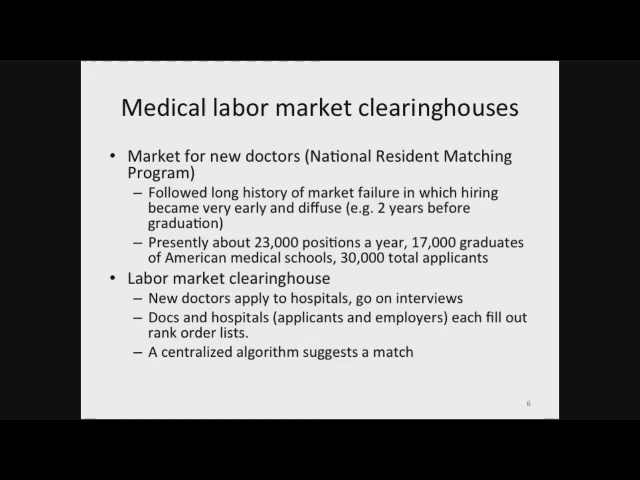 Medical labor market clearinghouses
• Market for new doctors (National Resident Matching
Program)
– Followed long history of market failure in which hiring
became very early and diffuse (e.g. 2 years before
graduation)
– Presently about 23,000 positions a year, 17,000 graduates
of American medical schools, 30,000 total applicants
• Labor market clearinghouse
– New doctors apply to hospitals, go on interviews
– Docs and hospitals (applicants and employers) each fill out
rank order lists.
– A centralized algorithm suggests a match
6